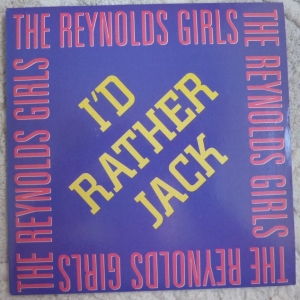 THE REYNOLDS GIRLS
THE REYNOLDS GIRLS
I'D
RATHER
JACK
THE REYNOLDS GIRLS
THE REYNOLDS GIRLS